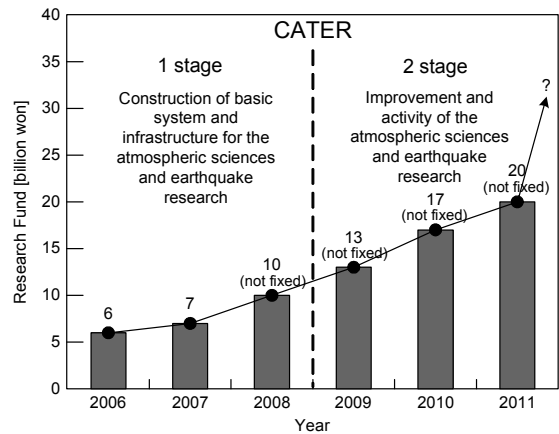 CATER
1 stage
Construction of basic
system and
infrastructure for the
atmospheric sciences
and earthquake
research
2 stage
Improvement and
activity of the
atmospheric sciences
and earthquake
research
?
Research Fund [billion won]
40
35
30
25
20
15
10
5
0
6
7
10
(not fixed)
13
(not fixed)
17
(not fixed)
20
(not fixed)
2006
2007
2008
2009
2010
2011
Year